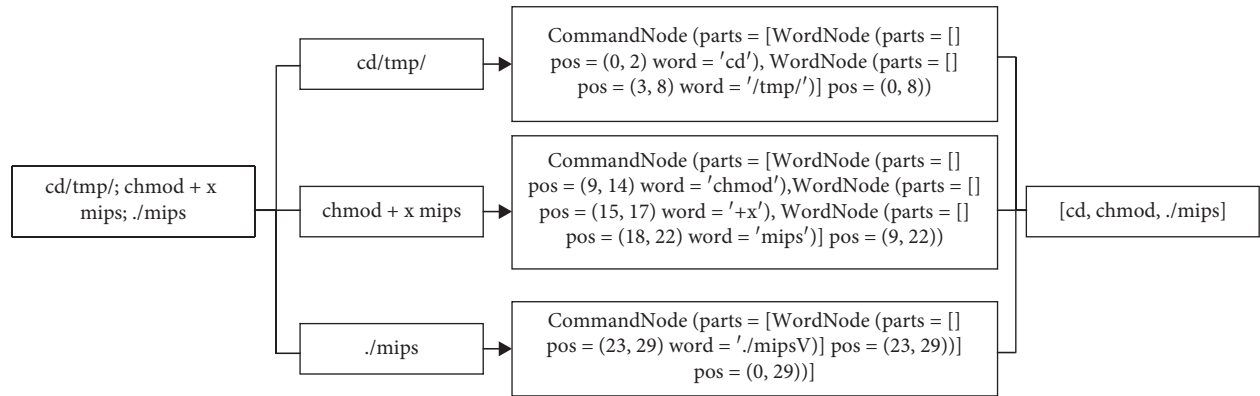 cd/tmp/; chmod + x
mips; ./mips
cd/tmp/
chmod + x mips
./mips
CommandNode (parts = [WordNode (parts = []
pos = (0, 2) word = ′cd′), WordNode (parts = []
pos = (3, 8) word = ′/tmp/′)] pos = (0, 8))
CommandNode (parts = [WordNode (parts = []
pos = (9, 14) word = ′chmod′),WordNode (parts = []
pos = (15, 17) word = ′+x′), WordNode (parts = []
pos = (18, 22) word = ′mips′)] pos = (9, 22))
CommandNode (parts = [WordNode (parts = []
pos = (23, 29) word = ′./mipsV)] pos = (23, 29))]
pos = (0, 29))]
[cd, chmod, ./mips]